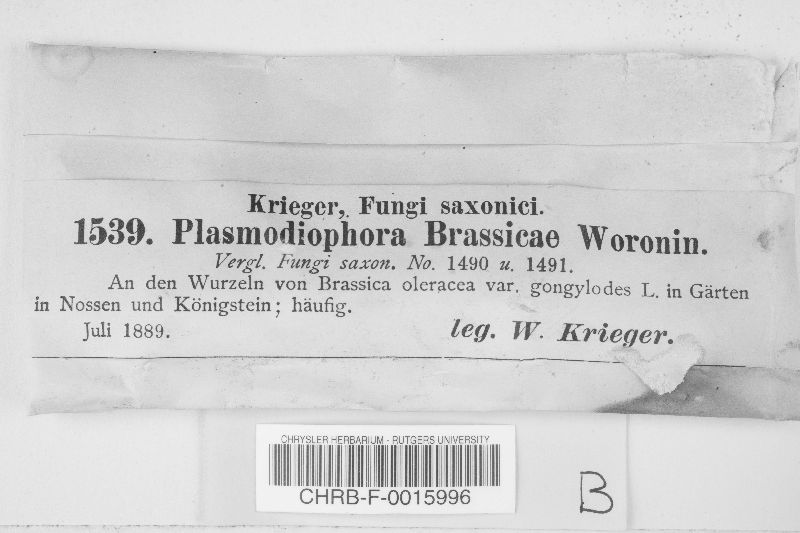 Krieger, Fungi saxonici.
1539. Plasmodiophora Brassicae Woronin.
Vergl. Fungi saxon. No. 1490 u. 1491.
An den Wurzeln von Brassica oleracea var. gongylodes L. in Gärten
in Nossen und Königstein; häufig.
Juli 1889. leg. W. Krieger.
CHRYSLER HERBARIUM - RUTGERS UNIVERSITY
CHRB-F-0015996
B